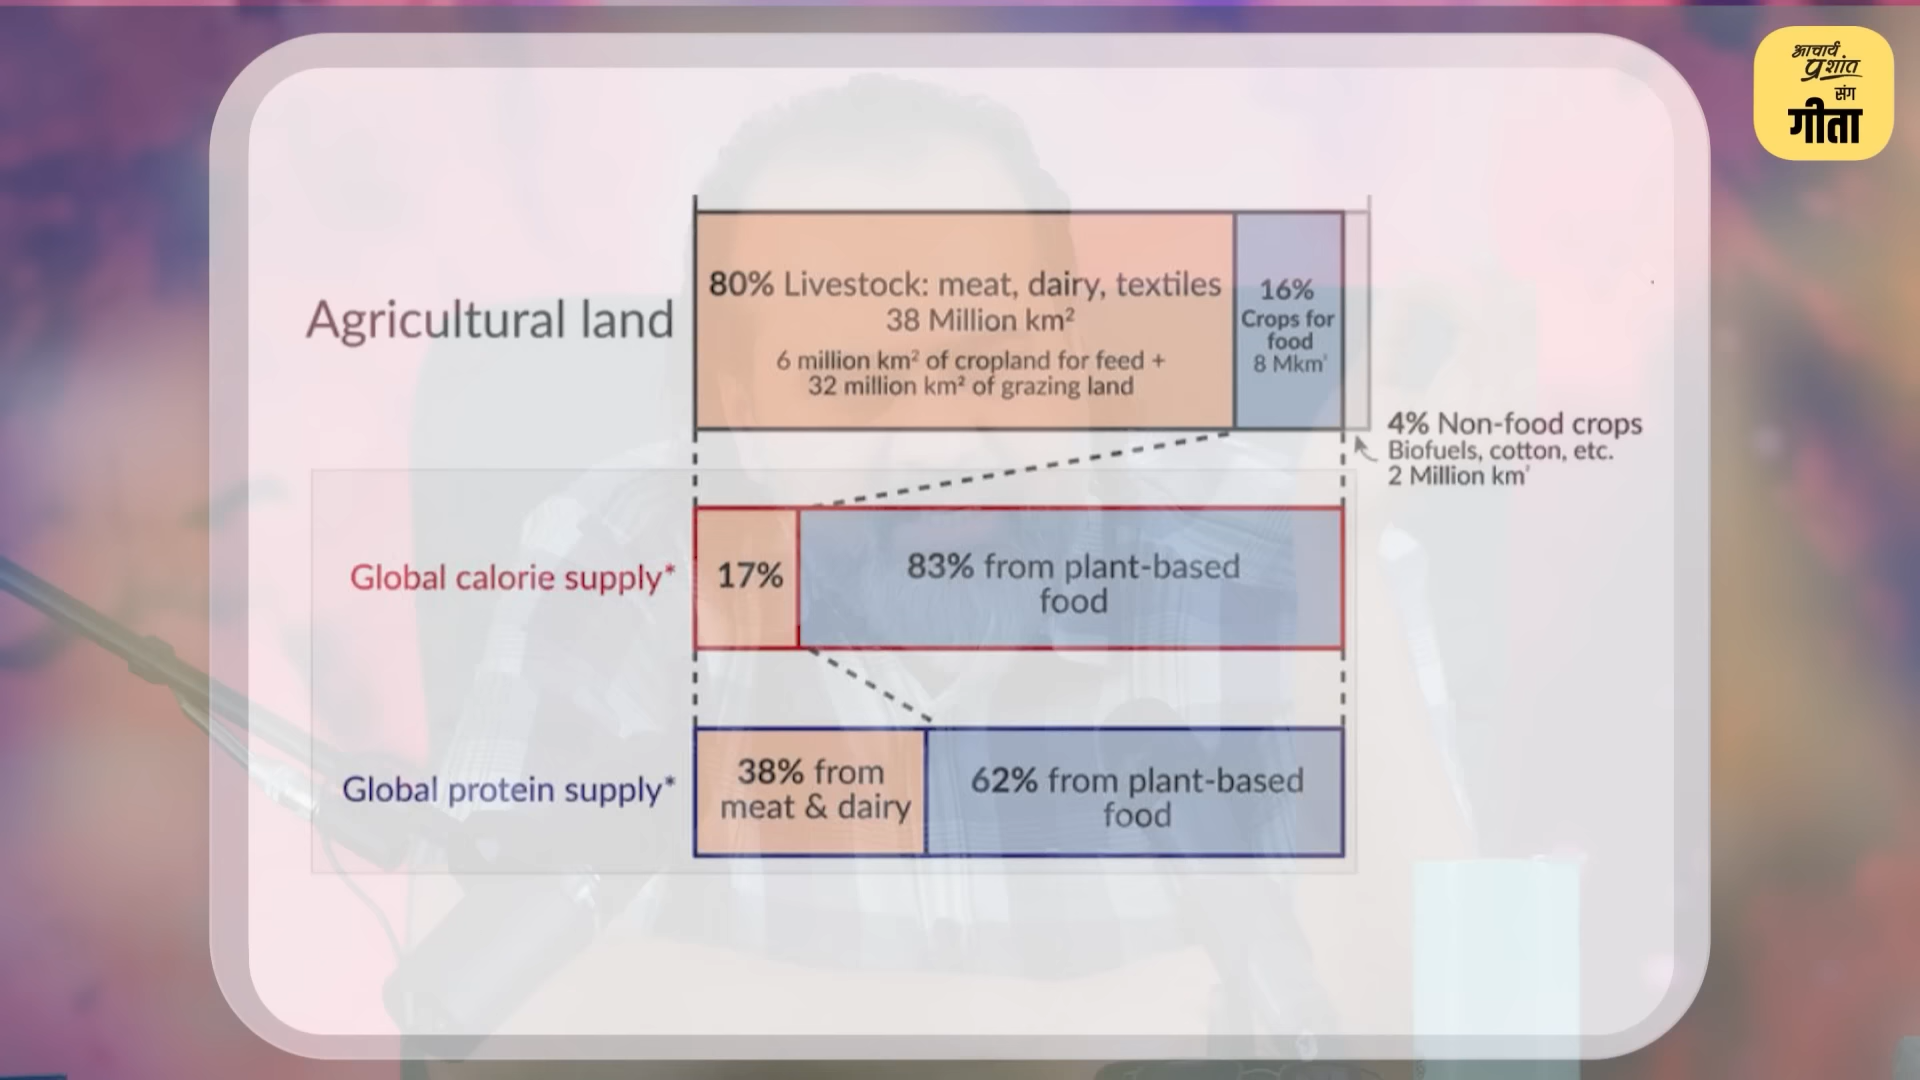 आचार्य
प्रशांत
संग
गीता
Agricultural land
80% Livestock: meat, dairy, textiles
38 Million km²
6 million km² of cropland for feed +
32 million km² of grazing land
16%
Crops for
food
8 Mkm²
4% Non-food crops
Biofuels, cotton, etc.
2 Million km²
Global calorie supply*
17%
83% from plant-based
food
Global protein supply*
38% from
meat & dairy
62% from plant-based
food